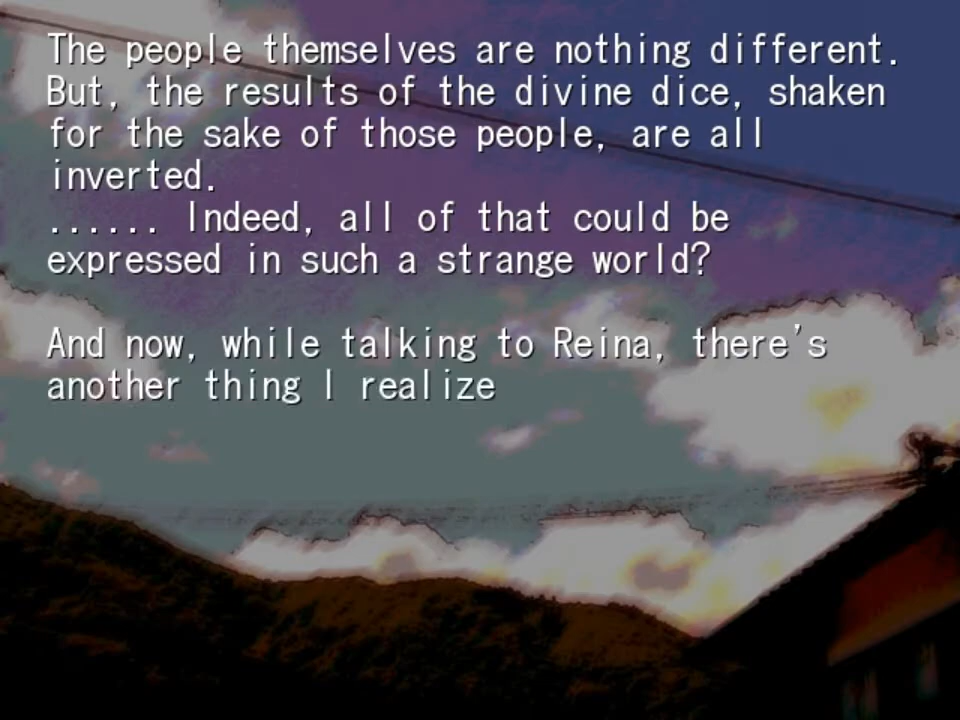 The people themselves are nothing different.
But, the results of the divine dice, shaken
for the sake of those people, are all
inverted.
...... Indeed, all of that could be
expressed in such a strange world?
And now, while talking to Reina, there's
another thing I realize